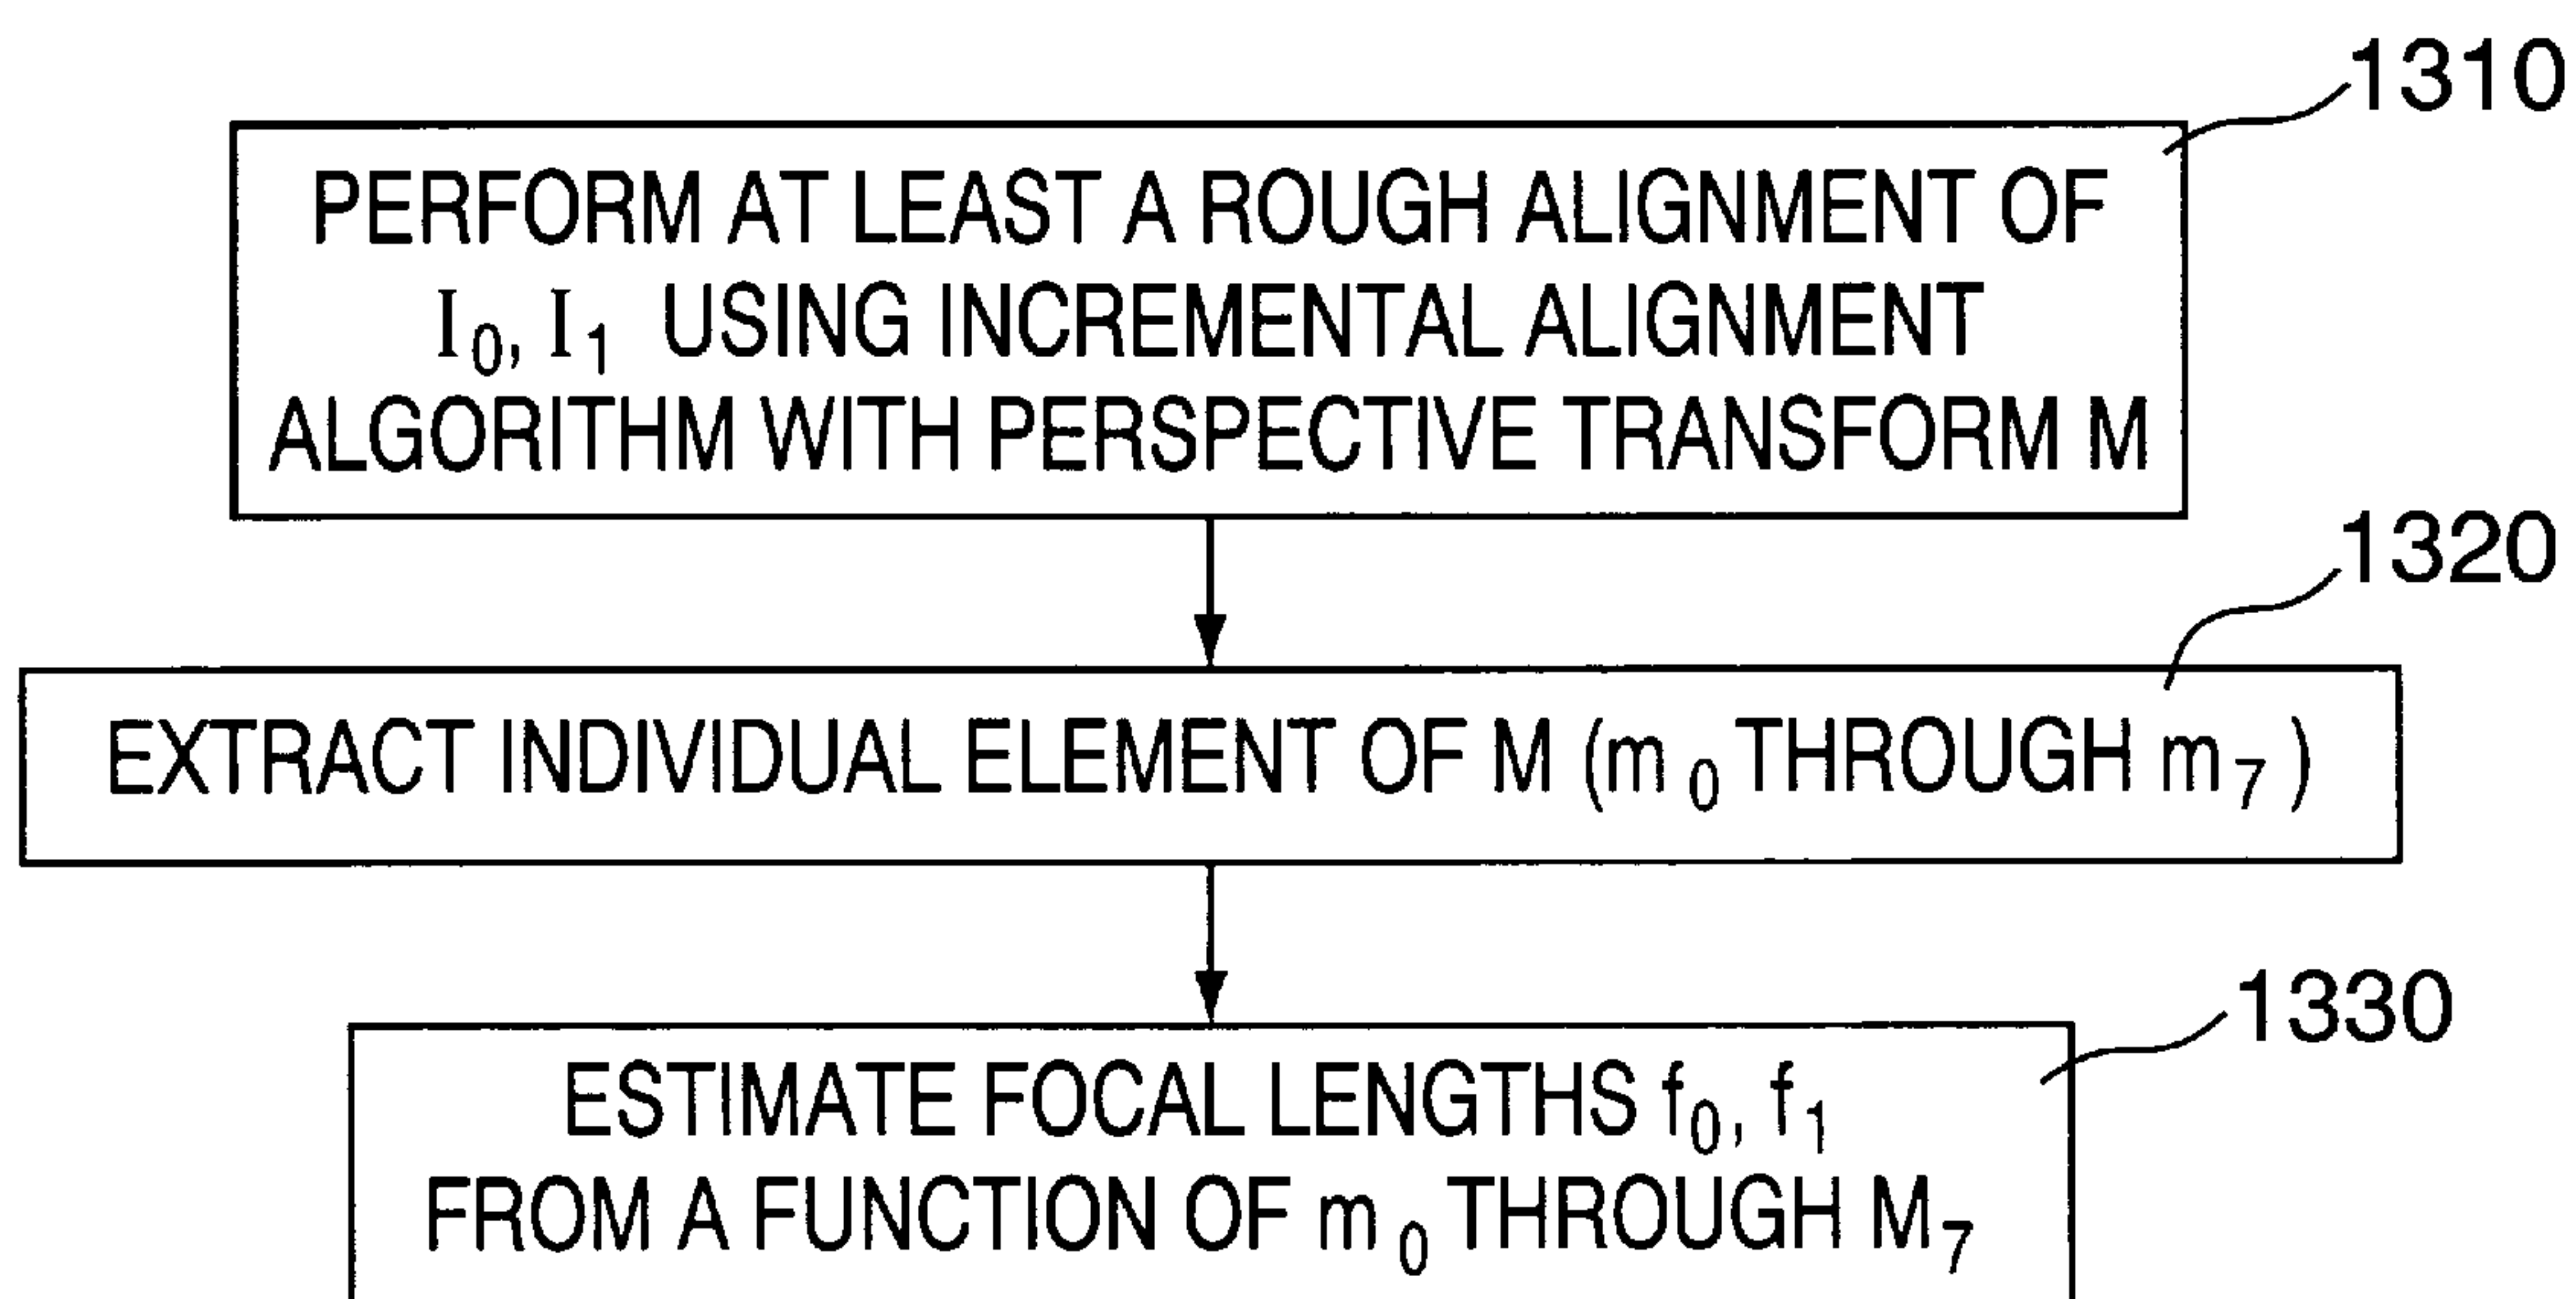 1310
PERFORM AT LEAST A ROUGH ALIGNMENT OF
I₀, I₁ USING INCREMENTAL ALIGNMENT
ALGORITHM WITH PERSPECTIVE TRANSFORM M
1320
EXTRACT INDIVIDUAL ELEMENT OF M (m₀ THROUGH m₇)
1330
ESTIMATE FOCAL LENGTHS f₀, f₁
FROM A FUNCTION OF m₀ THROUGH M₇